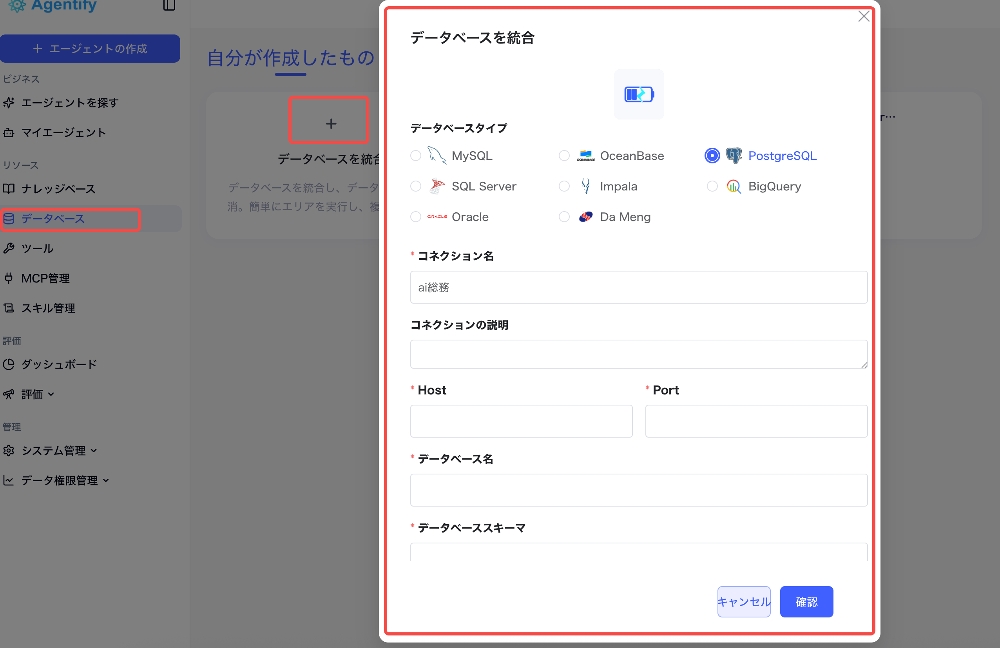 Agentify
エージェントの作成
ビジネス
エージェントを探す
マイエージェント
リソース
ナレッジベース
データベース
ツール
MCP管理
スキル管理
評価
ダッシュボード
評価
管理
システム管理
データ権限管理
自分が作成したもの
データベースを統合
データベースを統合し、データ
消。簡単にエリアを実行し、複
r…
データベースを統合
データベースタイプ
MySQL
OCEANBASE OceanBase
PostgreSQL
SQL Server
Impala
BigQuery
ORACLE Oracle
Da Meng
* コネクション名
ai総務
コネクションの説明
* Host
* Port
* データベース名
* データベーススキーマ
キャンセル
確認